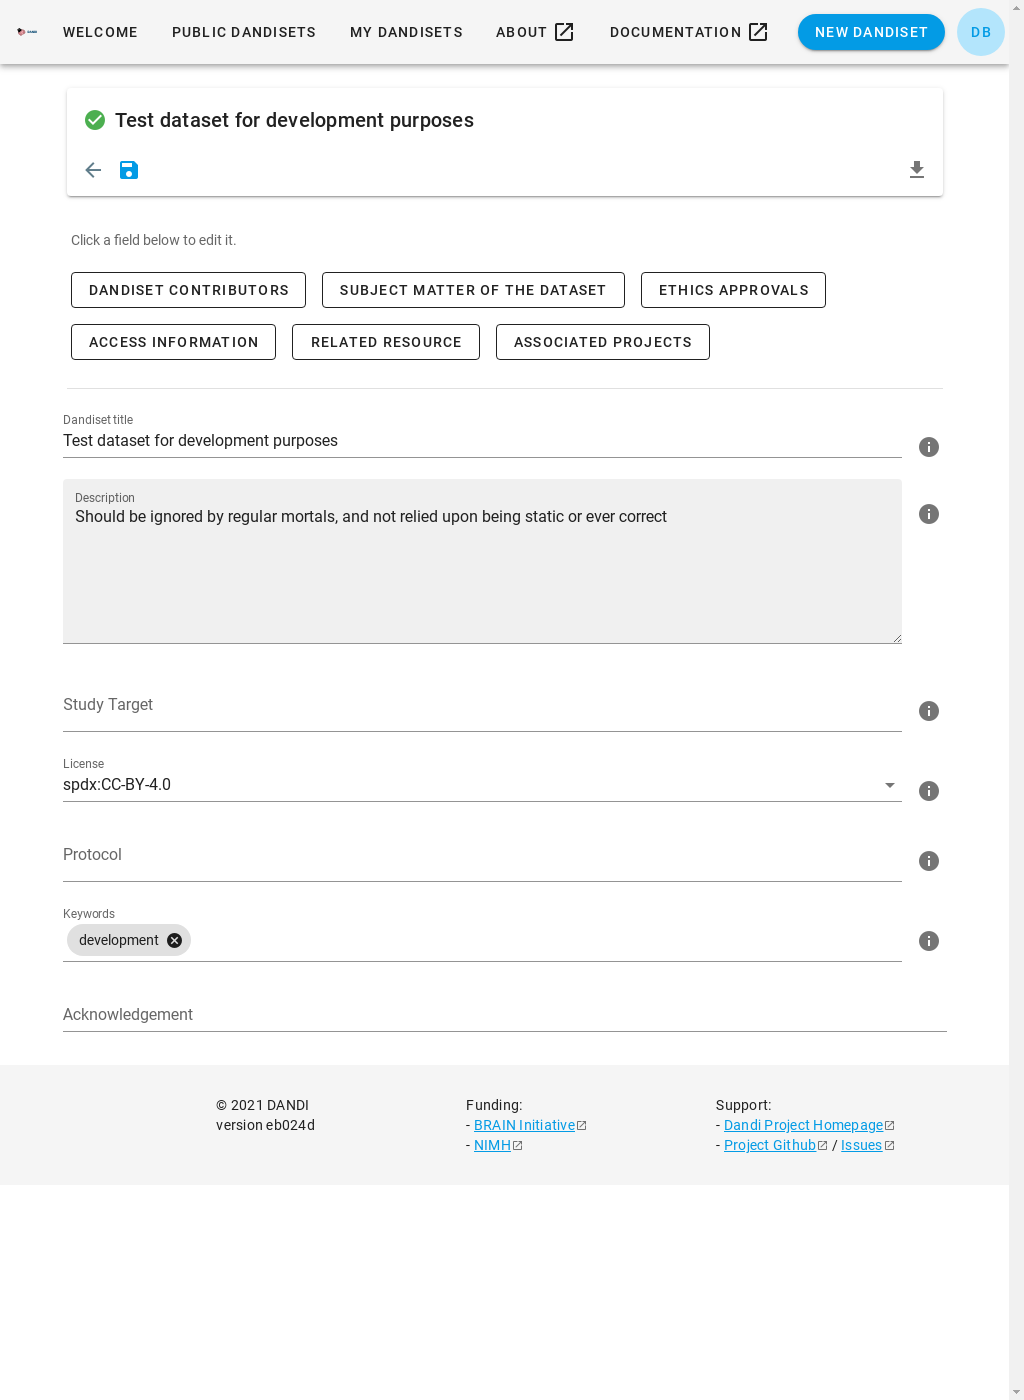 WELCOME PUBLIC DANDISETS MY DANDISETS ABOUT DOCUMENTATION NEW DANDISET DB
Test dataset for development purposes
Click a field below to edit it.
DANDISET CONTRIBUTORS SUBJECT MATTER OF THE DATASET ETHICS APPROVALS
ACCESS INFORMATION RELATED RESOURCE ASSOCIATED PROJECTS
Dandiset title
Test dataset for development purposes
Description
Should be ignored by regular mortals, and not relied upon being static or ever correct
Study Target
License
spdx:CC-BY-4.0
Protocol
Keywords
development
Acknowledgement
© 2021 DANDI
version eb024d
Funding:
- BRAIN Initiative
- NIMH
Support:
- Dandi Project Homepage
- Project Github / Issues